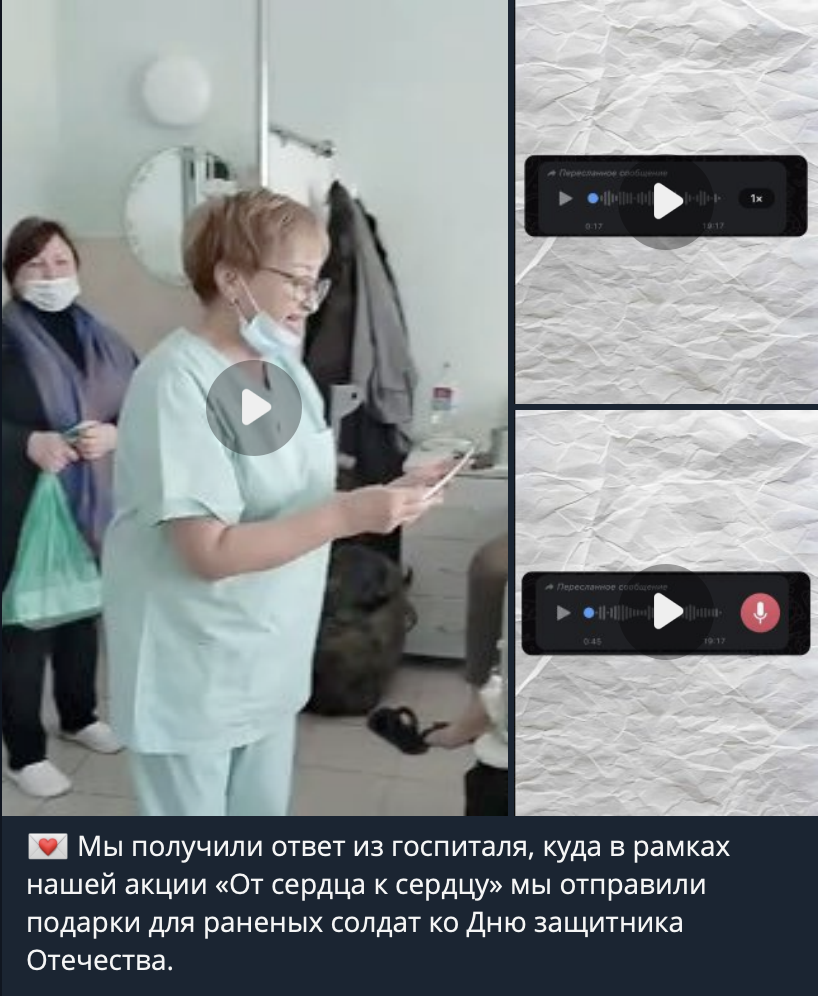 Пересланное сообщение
1×
0:17
19:17
Пересланное сообщение
0:45
19:17
💌 Мы получили ответ из госпиталя, куда в рамках
нашей акции «От сердца к сердцу» мы отправили
подарки для раненых солдат ко Дню защитника
Отечества.